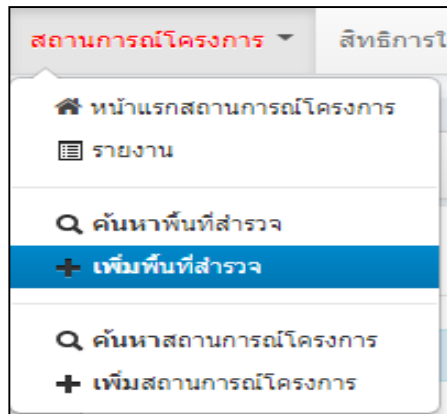 สถานการณ์โครงการ สิทธิการใ
หน้าแรกสถานการณ์โครงการ
รายงาน
ค้นหาพื้นที่สำรวจ
เพิ่มพื้นที่สำรวจ
ค้นหาสถานการณ์โครงการ
เพิ่มสถานการณ์โครงการ